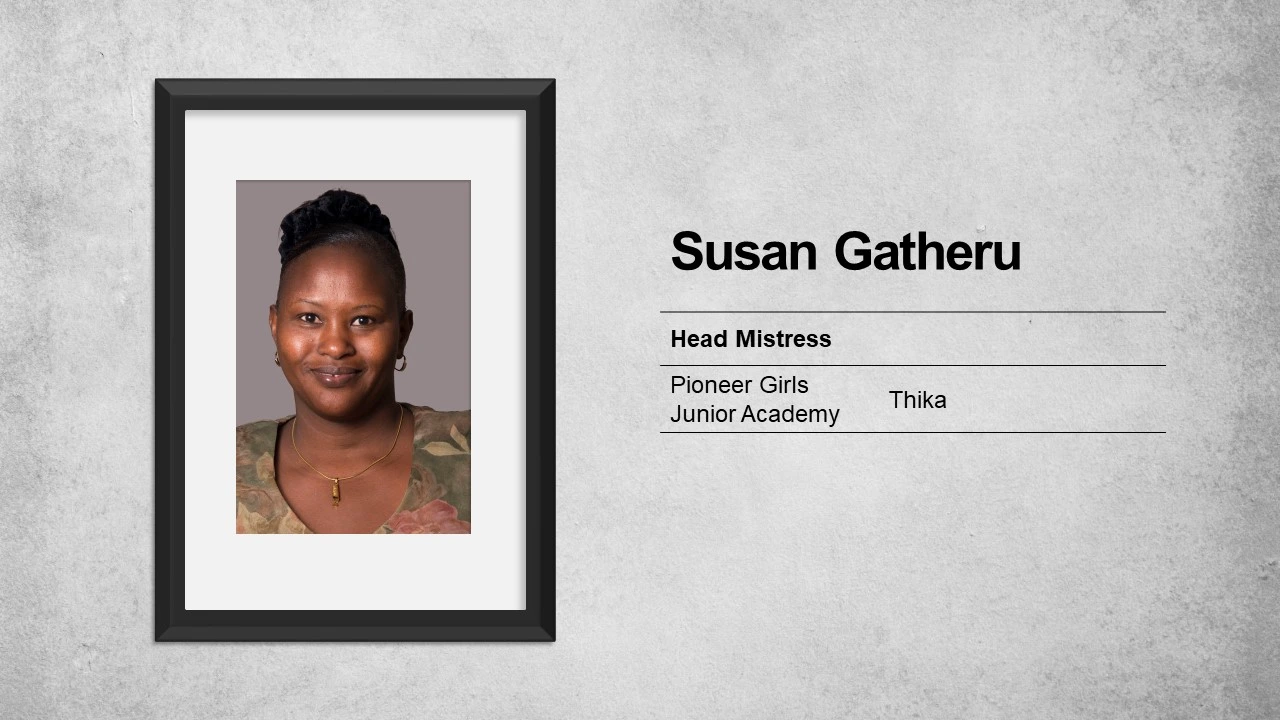 Susan Gatheru
Head Mistress
Pioneer Girls
Junior Academy
Thika